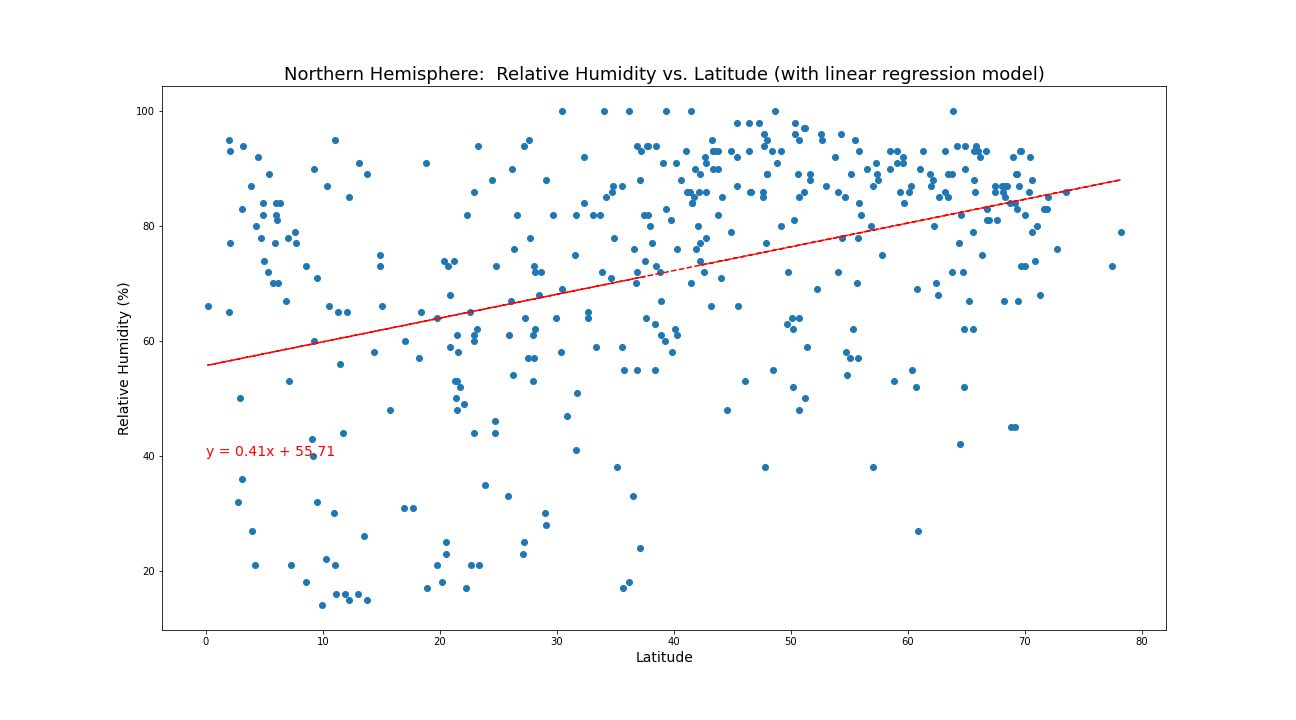 Northern Hemisphere:  Relative Humidity vs. Latitude (with linear regression model)
100
80
60
40
20
Relative Humidity (%)
y = 0.41x + 55.71
0 10 20 30 40 50 60 70 80
Latitude